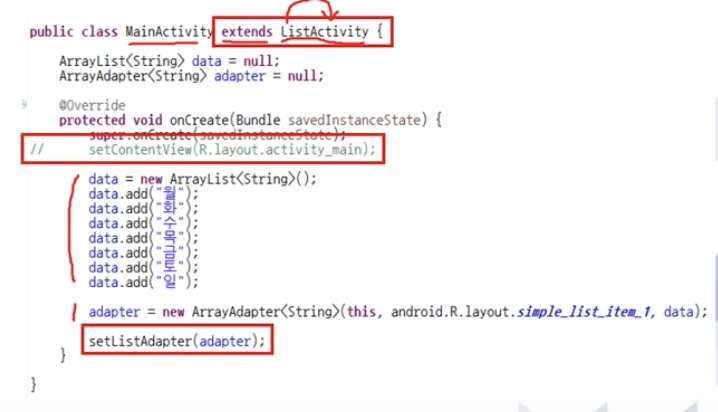 public class MainActivity extends ListActivity {
ArrayList<String> data = null;
ArrayAdapter<String> adapter = null;
@Override
protected void onCreate(Bundle savedInstanceState) {
super.onCreate(savedInstanceState);
// setContentView(R.layout.activity_main);
data = new ArrayList<String>();
data.add("월");
data.add("화");
data.add("수");
data.add("목");
data.add("금");
data.add("토");
data.add("일");
adapter = new ArrayAdapter<String>(this, android.R.layout.simple_list_item_1, data);
setListAdapter(adapter);
}
}